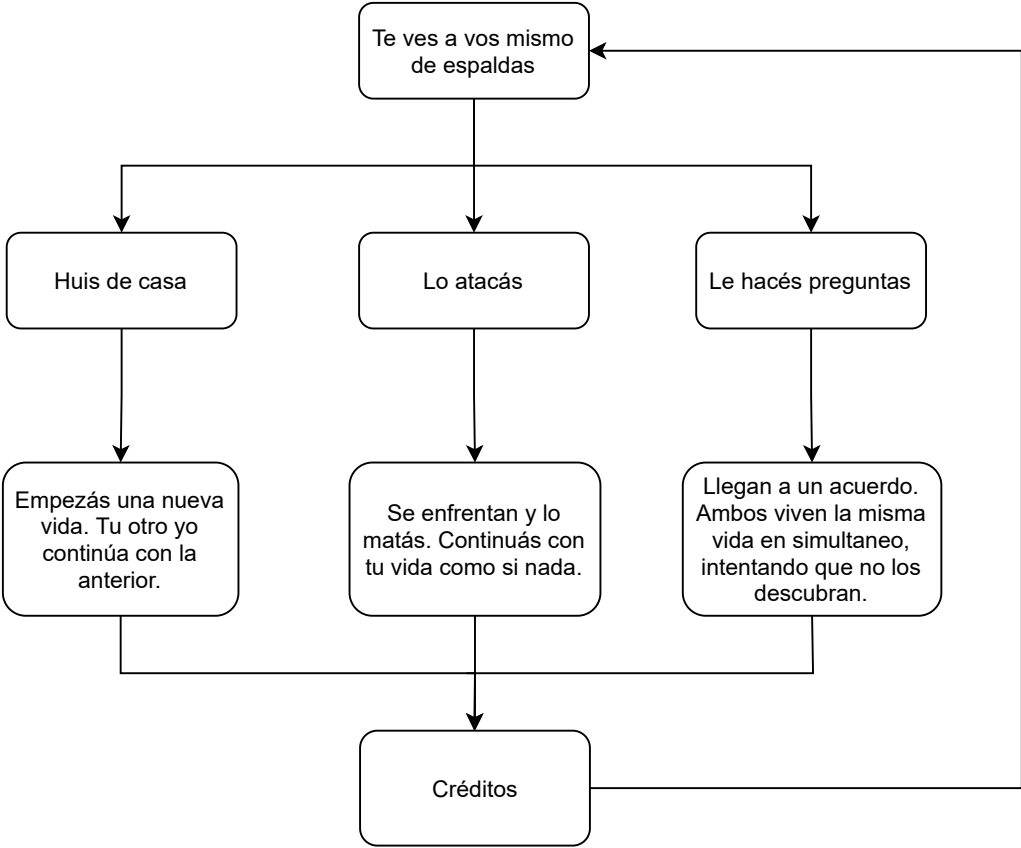 Te ves a vos mismo
de espaldas
Huis de casa
Lo atacás
Le hacés preguntas
Empezás una nueva
vida. Tu otro yo
continúa con la
anterior.
Se enfrentan y lo
matás. Continuás con
tu vida como si nada.
Llegan a un acuerdo.
Ambos viven la misma
vida en simultaneo,
intentando que no los
descubran.
Créditos